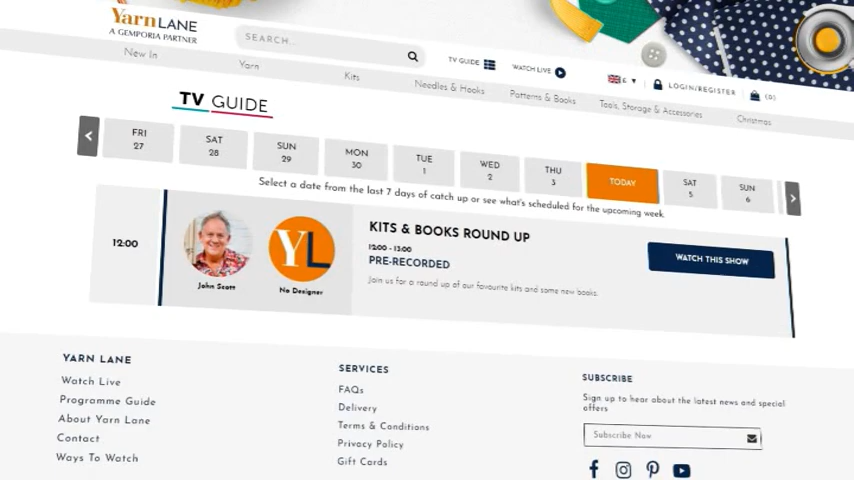 YarnLANE
A GEMPORIA PARTNER
SEARCH..
TV GUIDE
WATCH LIVE
£
LOGIN/REGISTER
(0)
New In
Yarn
Kits
Needles & Hooks
Patterns & Books
Tools, Storage & Accessories
Christmas
TV GUIDE
FRI
27
SAT
28
SUN
29
MON
30
TUE
1
WED
2
THU
3
TODAY
SAT
5
SUN
6
Select a date from the last 7 days of catch up or see what's scheduled for the upcoming week.
12:00
John Scott
YL
No Designer
KITS & BOOKS ROUND UP
12:00 - 13:00
PRE-RECORDED
Join us for a round up of our favourite kits and some new books.
WATCH THIS SHOW
YARN LANE
Watch Live
Programme Guide
About Yarn Lane
Contact
Ways To Watch
SERVICES
FAQs
Delivery
Terms & Conditions
Privacy Policy
Gift Cards
SUBSCRIBE
Sign up to hear about the latest news and special
offers
Subscribe Now